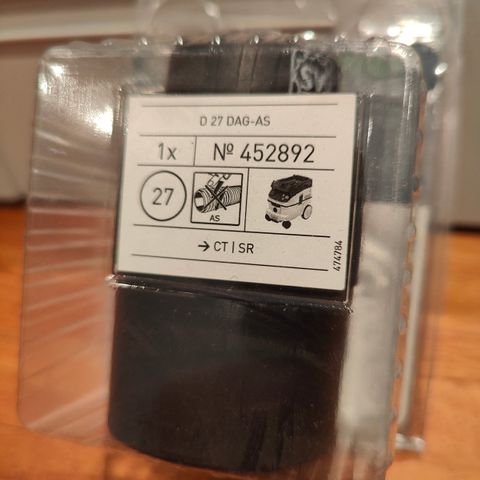 D 27 DAG-AS
1x Nº 452892
27
AS
→ CT | SR
474784